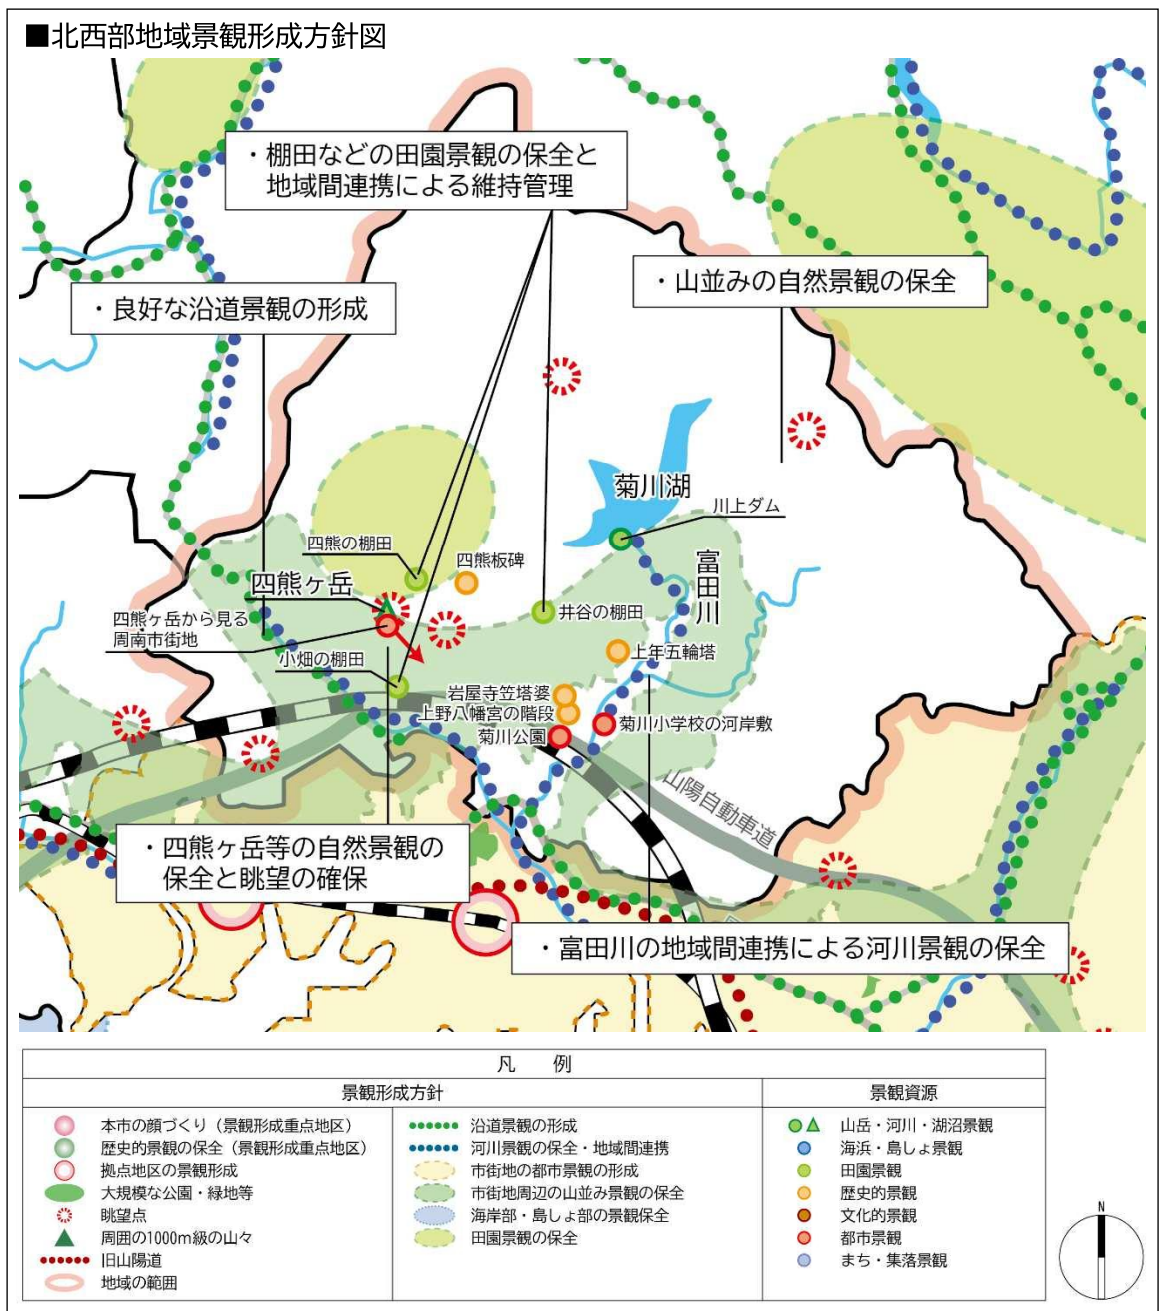 ■北西部地域景観形成方針図
・棚田などの田園景観の保全と
地域間連携による維持管理
・山並みの自然景観の保全
・良好な沿道景観の形成
菊川湖
川上ダム
四熊の棚田
四熊板碑
富田川
四熊ヶ岳
四熊ヶ岳から見る
周南市街地
井谷の棚田
小畑の棚田
上年五輪塔
岩屋寺笠塔婆
上野八幡宮の階段
菊川小学校の河岸敷
菊川公園
山陽自動車道
・四熊ヶ岳等の自然景観の
保全と眺望の確保
・富田川の地域間連携による河川景観の保全
凡 例
景観形成方針
景観資源
本市の顔づくり（景観形成重点地区）
歴史的景観の保全（景観形成重点地区）
拠点地区の景観形成
大規模な公園・緑地等
眺望点
周囲の1000m級の山々
旧山陽道
地域の範囲
沿道景観の形成
河川景観の保全・地域間連携
市街地の都市景観の形成
市街地周辺の山並み景観の保全
海岸部・島しょ部の景観保全
田園景観の保全
山岳・河川・湖沼景観
海浜・島しょ景観
田園景観
歴史的景観
文化的景観
都市景観
まち・集落景観
N